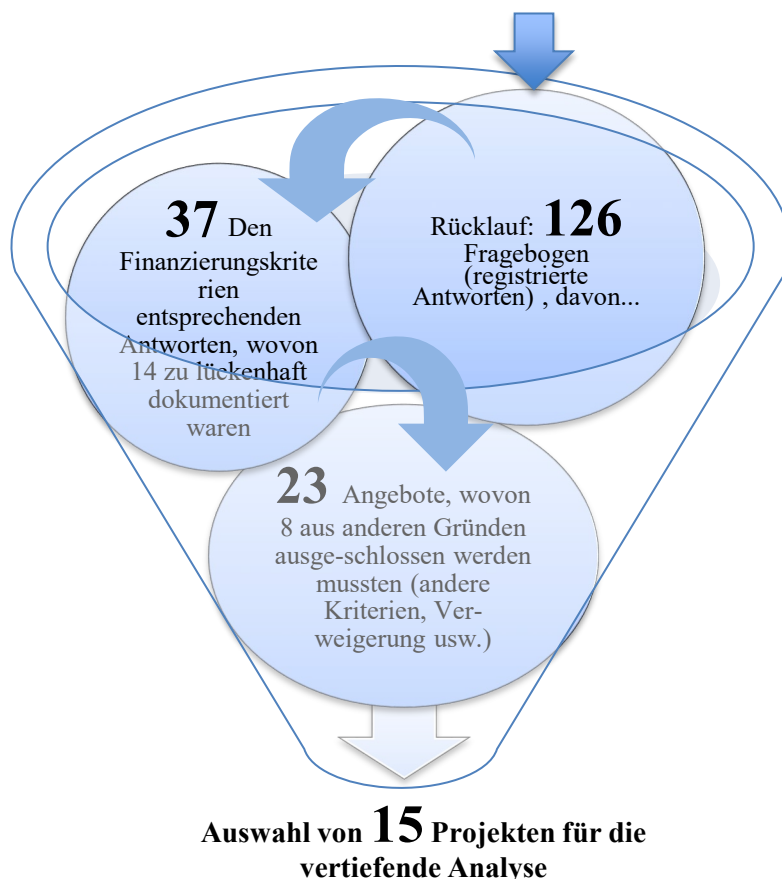 Rücklauf: 126
Fragebogen
(registrierte
Antworten) , davon...
37 Den
Finanzierungskrite
rien
entsprechenden
Antworten, wovon
14 zu lückenhaft
dokumentiert
waren
23 Angebote, wovon
8 aus anderen Gründen
ausge-schlossen werden
mussten (andere
Kriterien, Ver-
weigerung usw.)
Auswahl von 15 Projekten für die
vertiefende Analyse